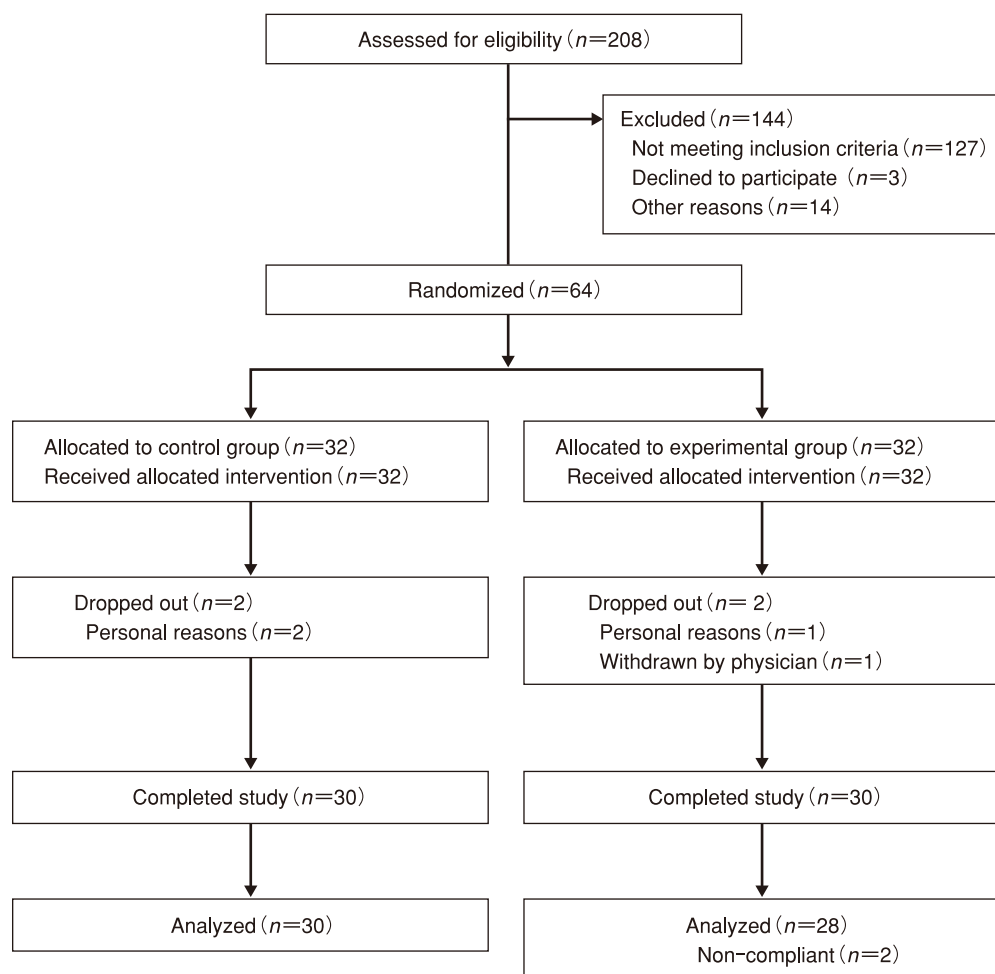 Assessed for eligibility (n=208)
Excluded (n=144)
Not meeting inclusion criteria (n=127)
Declined to participate (n=3)
Other reasons (n=14)
Randomized (n=64)
Allocated to control group (n=32)
Received allocated intervention (n=32)
Allocated to experimental group (n=32)
Received allocated intervention (n=32)
Dropped out (n=2)
Personal reasons (n=2)
Dropped out (n= 2)
Personal reasons (n=1)
Withdrawn by physician (n=1)
Completed study (n=30)
Completed study (n=30)
Analyzed (n=30)
Analyzed (n=28)
Non-compliant (n=2)